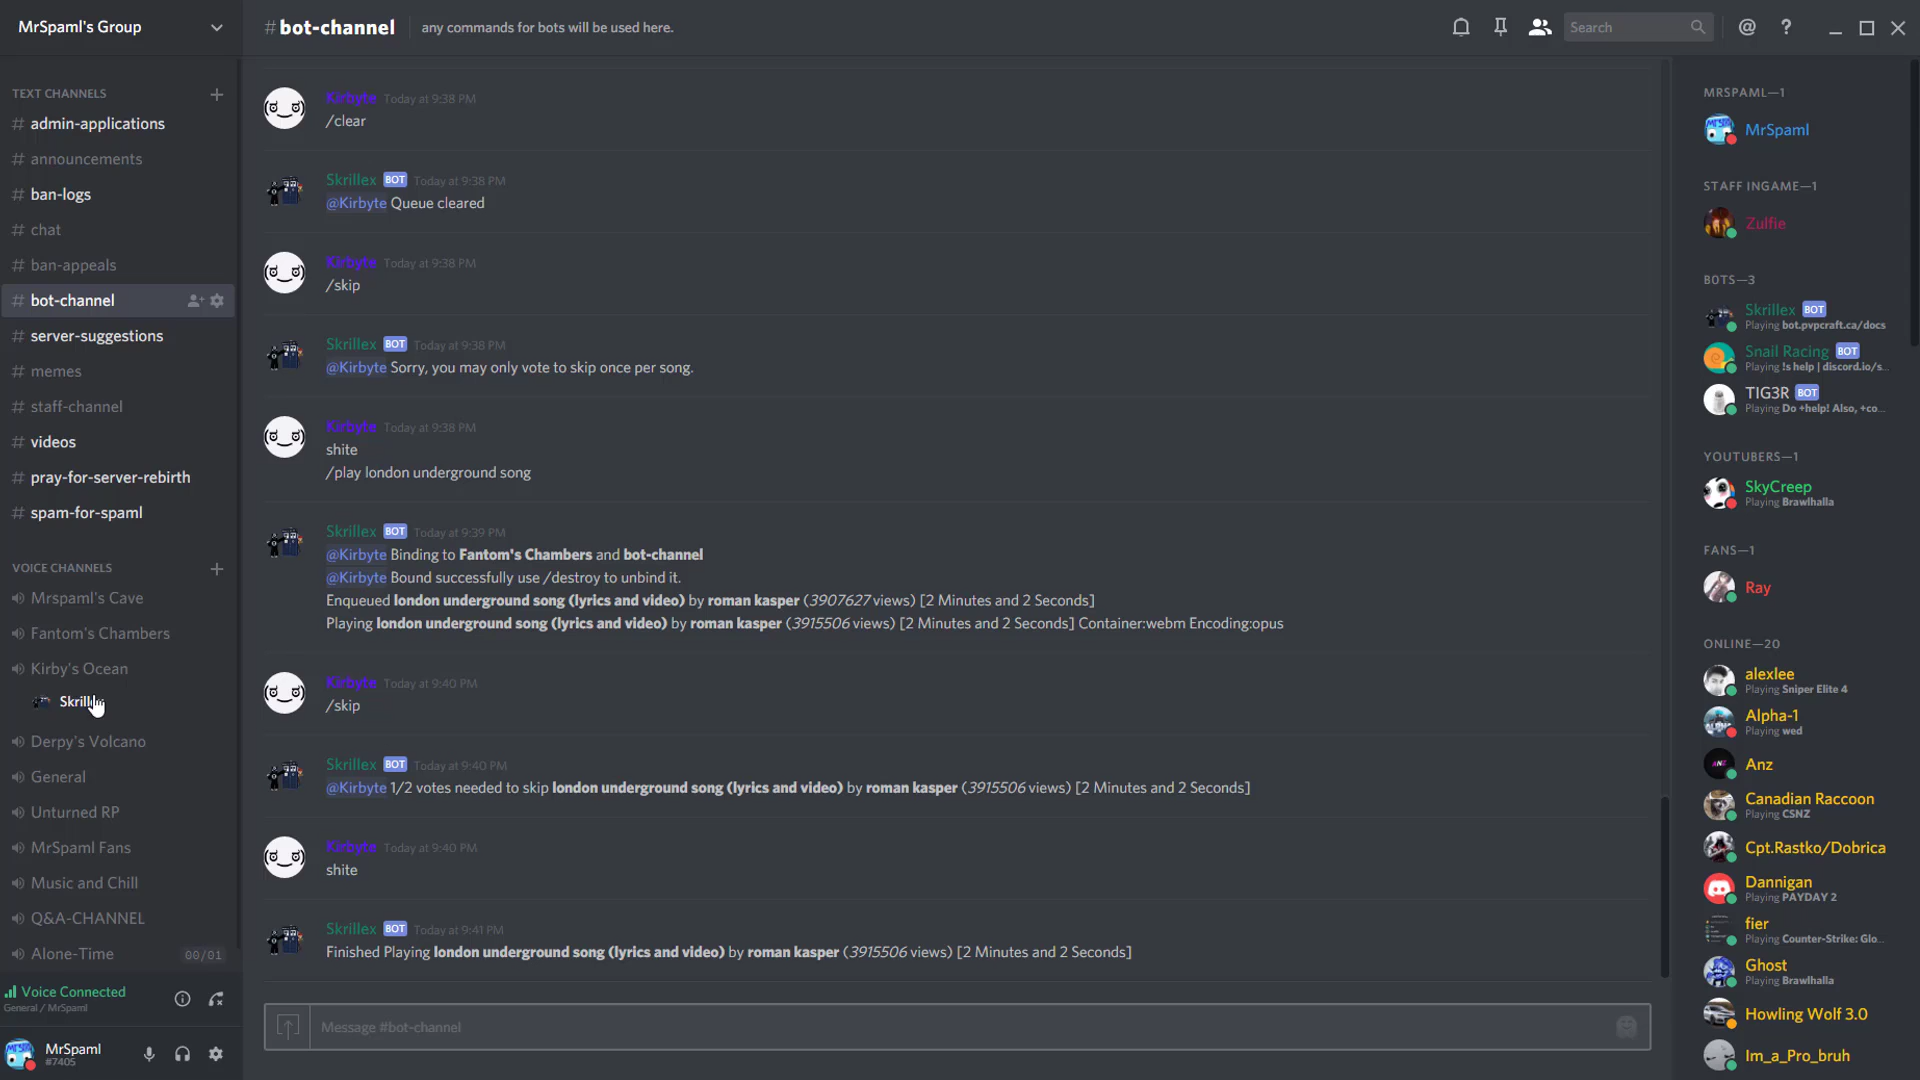 MrSpaml's Group
# bot-channel
any commands for bots will be used here.
Search
@
?
TEXT CHANNELS
+
# admin-applications
# announcements
# ban-logs
# chat
# ban-appeals
# bot-channel
# server-suggestions
# memes
# staff-channel
# videos
# pray-for-server-rebirth
# spam-for-spaml
VOICE CHANNELS
+
Mrspaml's Cave
Fantom's Chambers
Kirby's Ocean
Derpy's Volcano
General
Unturned RP
MrSpaml Fans
Music and Chill
Q&A-CHANNEL
Alone-Time 00/01
Voice Connected
General / MrSpaml
MrSpaml
#7405
Kirbyte Today at 9:38 PM
/clear
Skrillex BOT Today at 9:38 PM
@Kirbyte Queue cleared
Kirbyte Today at 9:38 PM
/skip
Skrillex BOT Today at 9:38 PM
@Kirbyte Sorry, you may only vote to skip once per song.
Kirbyte Today at 9:38 PM
shite
/play london underground song
Skrillex BOT Today at 9:39 PM
@Kirbyte Binding to Fantom's Chambers and bot-channel
@Kirbyte Bound successfully use /destroy to unbind it.
Enqueued london underground song (lyrics and video) by roman kasper (3907627 views) [2 Minutes and 2 Seconds]
Playing london underground song (lyrics and video) by roman kasper (3915506 views) [2 Minutes and 2 Seconds] Container:webm Encoding:opus
Kirbyte Today at 9:40 PM
/skip
Skrillex BOT Today at 9:40 PM
@Kirbyte 1/2 votes needed to skip london underground song (lyrics and video) by roman kasper (3915506 views) [2 Minutes and 2 Seconds]
Kirbyte Today at 9:40 PM
shite
Skrillex BOT Today at 9:41 PM
Finished Playing london underground song (lyrics and video) by roman kasper (3915506 views) [2 Minutes and 2 Seconds]
Message #bot-channel
MRSPAML—1
MrSpaml
STAFF INGAME—1
Zulfie
BOTS—3
Skrillex BOT
Playing bot.pvpcraft.ca/docs
Snail Racing BOT
Playing !s help | discord.io/s...
TIG3R BOT
Playing Do +help! Also, +co...
YOUTUBERS—1
SkyCreep
Playing Brawlhalla
FANS—1
Ray
ONLINE—20
alexlee
Playing Sniper Elite 4
Alpha-1
Playing wed
Anz
Canadian Raccoon
Playing CSNZ
Cpt.Rastko/Dobrica
Dannigan
Playing PAYDAY 2
fier
Playing Counter-Strike: Glo...
Ghost
Playing Brawlhalla
Howling Wolf 3.0
Im_a_Pro_bruh